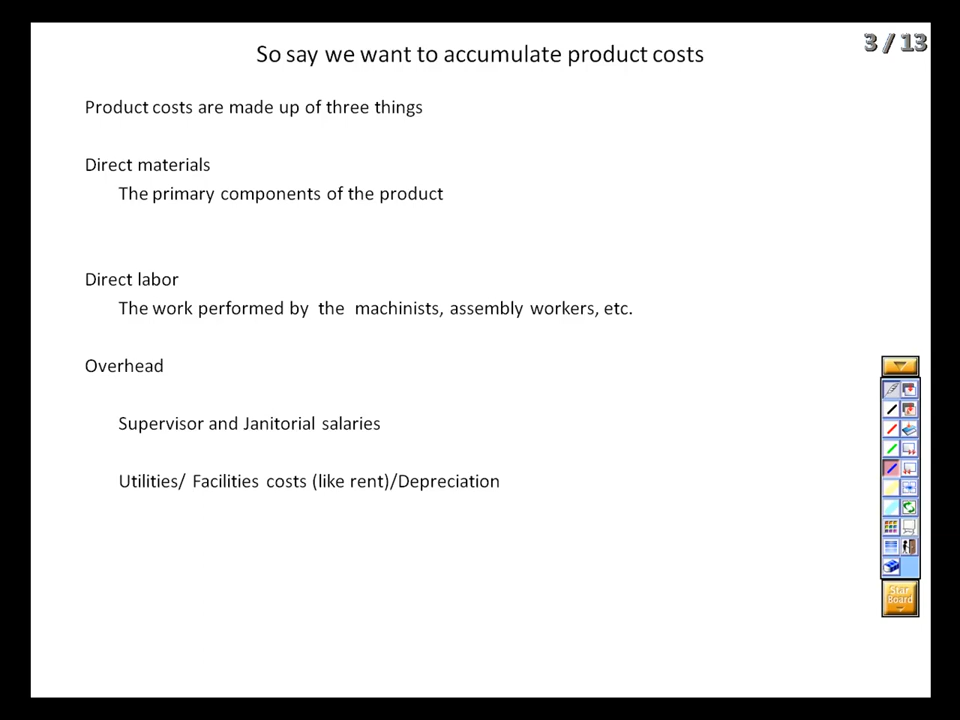 So say we want to accumulate product costs
3 / 13
Product costs are made up of three things
Direct materials
The primary components of the product
Direct labor
The work performed by the machinists, assembly workers, etc.
Overhead
Supervisor and Janitorial salaries
Utilities/ Facilities costs (like rent)/Depreciation
Star
Board